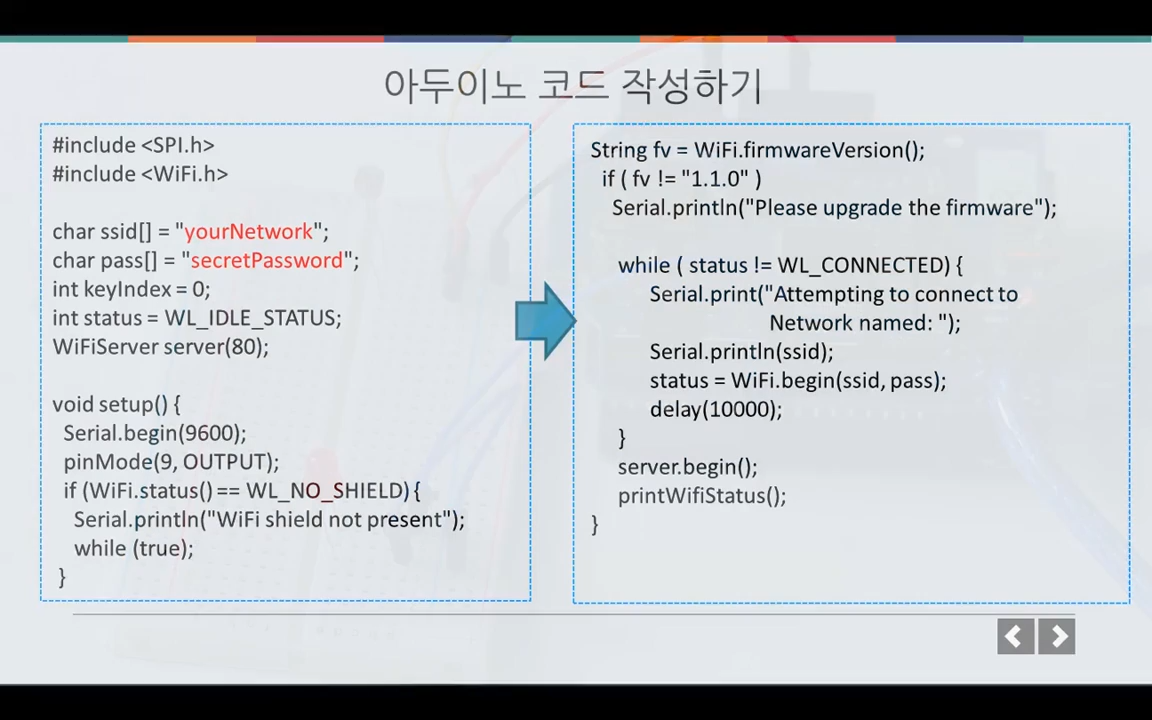 아두이노 코드 작성하기
#include <SPI.h>
#include <WiFi.h>
char ssid[] = "yourNetwork";
char pass[] = "secretPassword";
int keyIndex = 0;
int status = WL_IDLE_STATUS;
WiFiServer server(80);
void setup() {
Serial.begin(9600);
pinMode(9, OUTPUT);
if (WiFi.status() == WL_NO_SHIELD) {
Serial.println("WiFi shield not present");
while (true);
}
String fv = WiFi.firmwareVersion();
if ( fv != "1.1.0" )
Serial.println("Please upgrade the firmware");
while ( status != WL_CONNECTED) {
Serial.print("Attempting to connect to
Network named: ");
Serial.println(ssid);
status = WiFi.begin(ssid, pass);
delay(10000);
}
server.begin();
printWifiStatus();
}